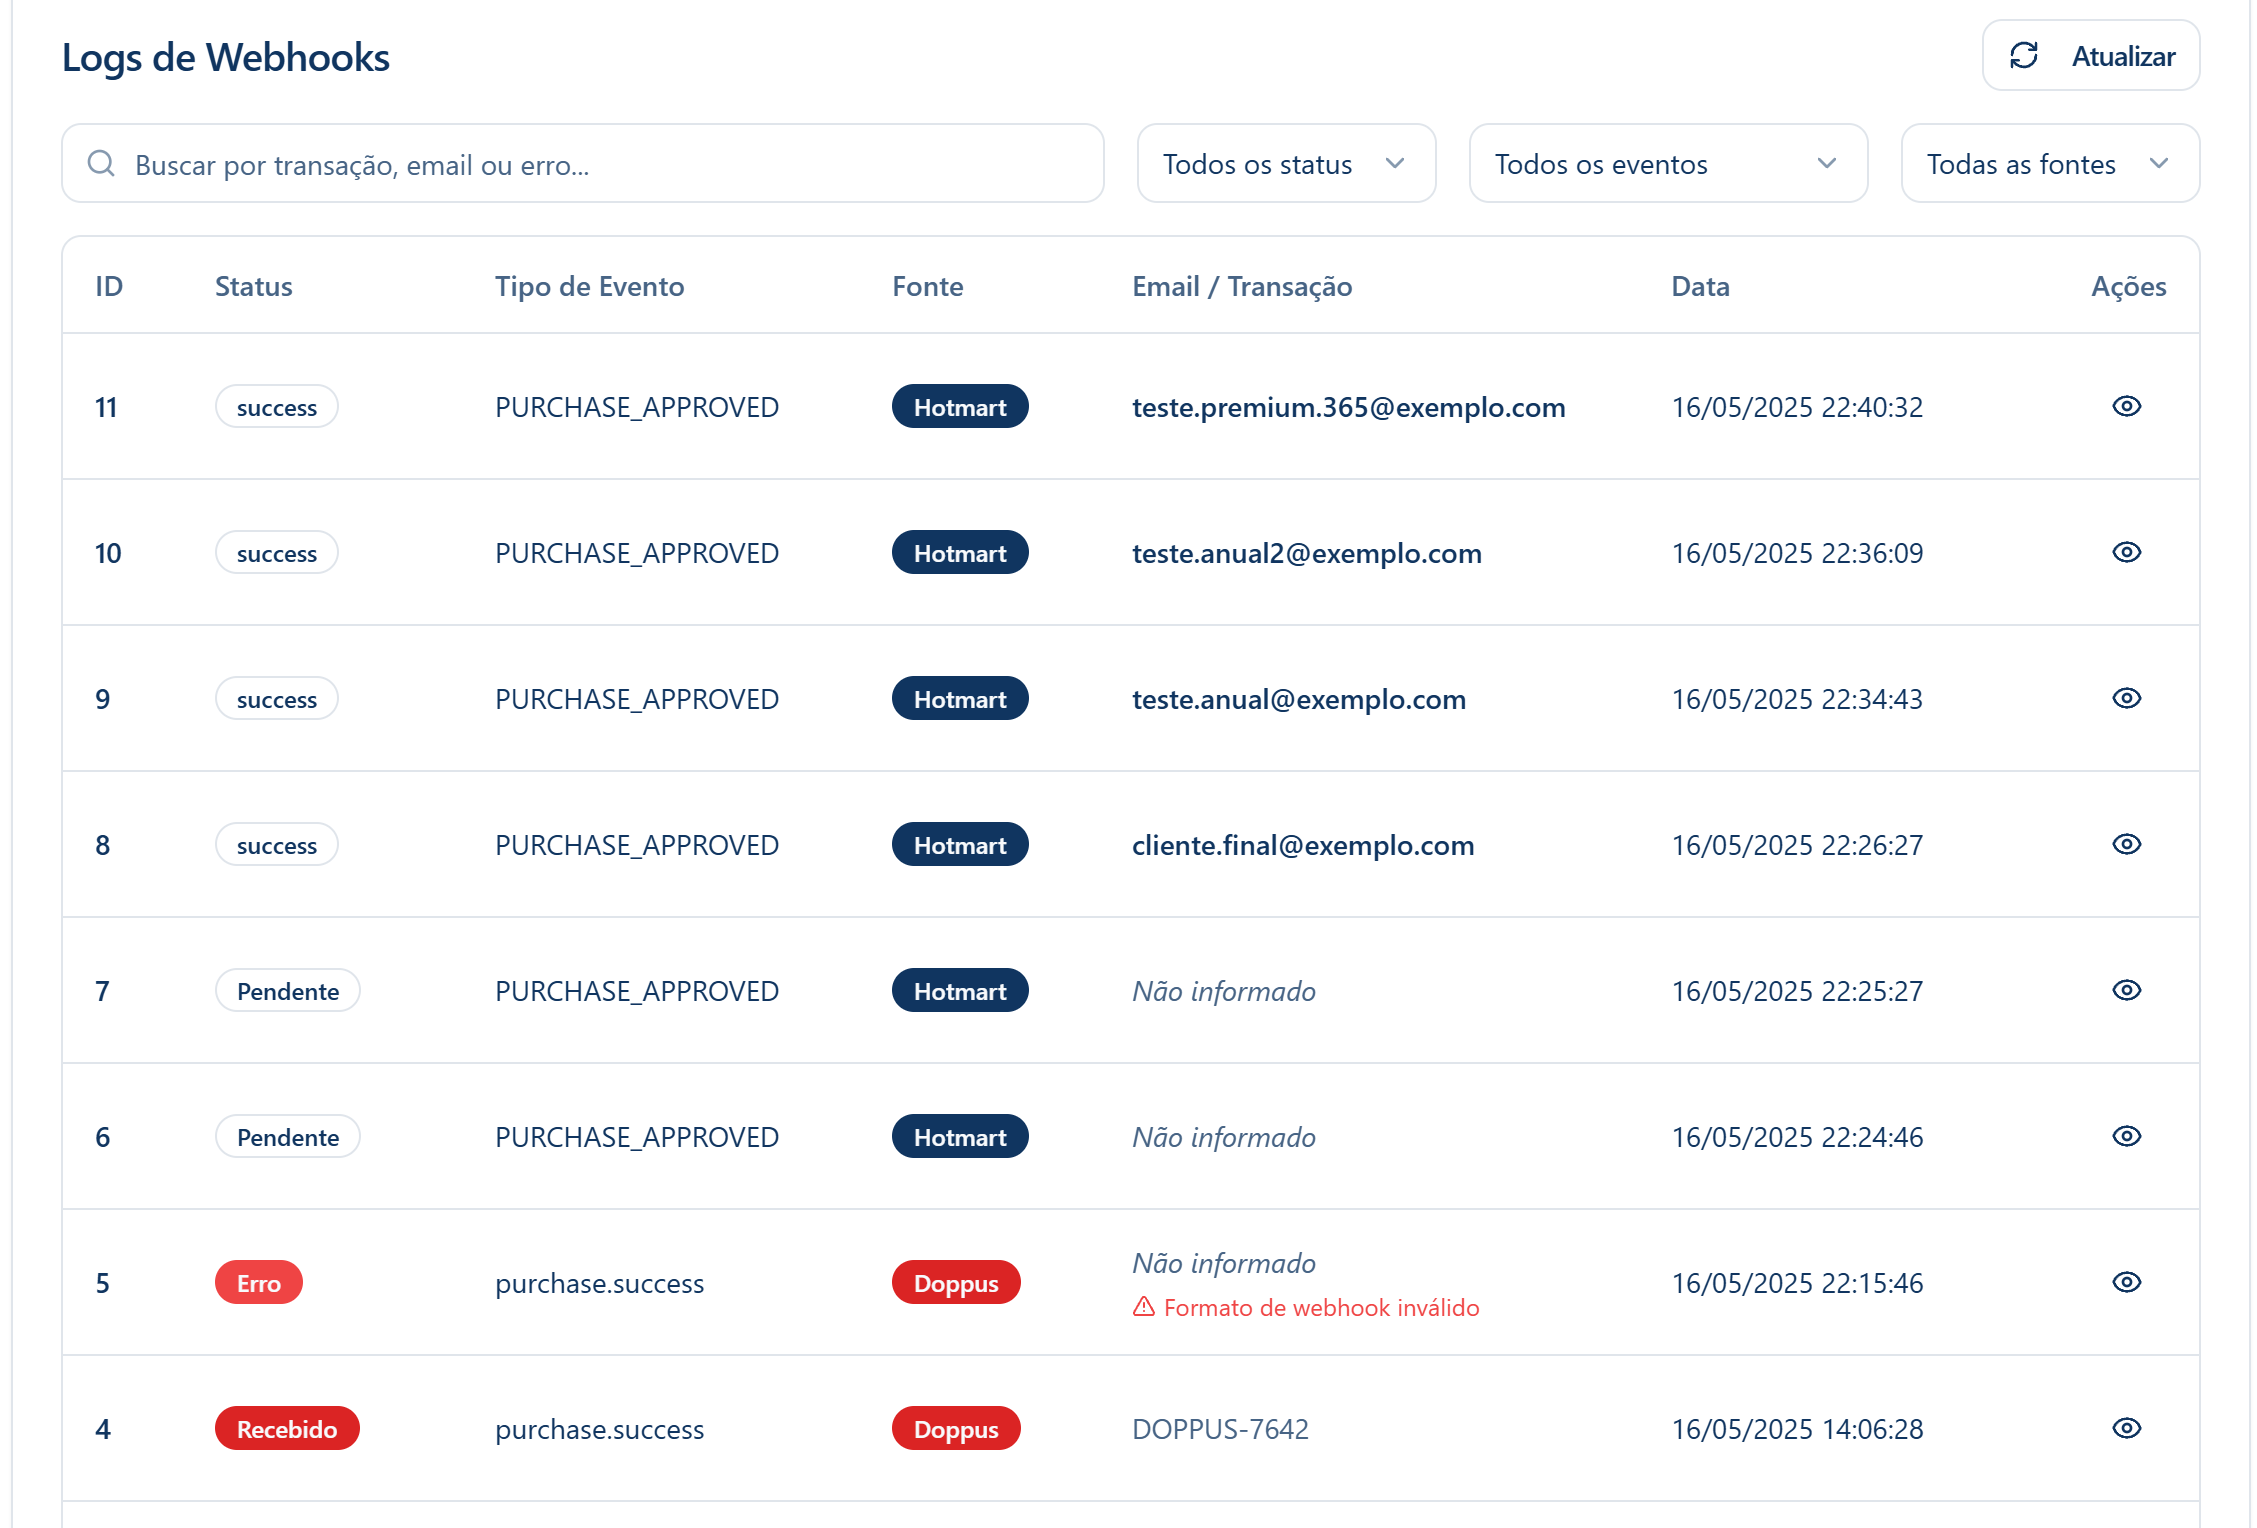 Logs de Webhooks
Atualizar
Buscar por transação, email ou erro...
Todos os status
Todos os eventos
Todas as fontes
ID Status Tipo de Evento Fonte Email / Transação Data Ações
11 success PURCHASE_APPROVED Hotmart teste.premium.365@exemplo.com 16/05/2025 22:40:32
10 success PURCHASE_APPROVED Hotmart teste.anual2@exemplo.com 16/05/2025 22:36:09
9 success PURCHASE_APPROVED Hotmart teste.anual@exemplo.com 16/05/2025 22:34:43
8 success PURCHASE_APPROVED Hotmart cliente.final@exemplo.com 16/05/2025 22:26:27
7 Pendente PURCHASE_APPROVED Hotmart Não informado 16/05/2025 22:25:27
6 Pendente PURCHASE_APPROVED Hotmart Não informado 16/05/2025 22:24:46
5 Erro purchase.success Doppus Não informado 16/05/2025 22:15:46
Formato de webhook inválido
4 Recebido purchase.success Doppus DOPPUS-7642 16/05/2025 14:06:28